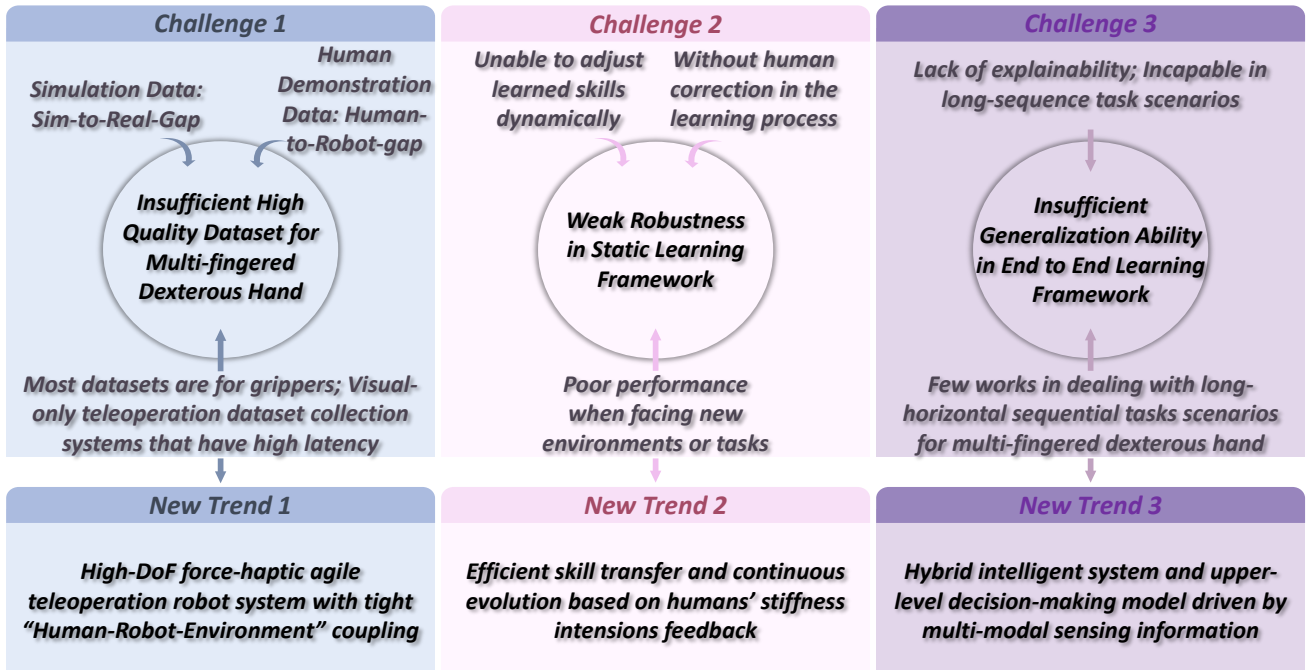 Challenge 1
Simulation Data:
Sim-to-Real-Gap
Human
Demonstration
Data: Human-
to-Robot-gap
Insufficient High
Quality Dataset for
Multi-fingered
Dexterous Hand
Most datasets are for grippers; Visual-
only teleoperation dataset collection
systems that have high latency
New Trend 1
High-DoF force-haptic agile
teleoperation robot system with tight
“Human-Robot-Environment” coupling
Challenge 2
Unable to adjust
learned skills
dynamically
Without human
correction in the
learning process
Weak Robustness
in Static Learning
Framework
Poor performance
when facing new
environments or tasks
New Trend 2
Efficient skill transfer and continuous
evolution based on humans’ stiffness
intensions feedback
Challenge 3
Lack of explainability; Incapable in
long-sequence task scenarios
Insufficient
Generalization Ability
in End to End Learning
Framework
Few works in dealing with long-
horizontal sequential tasks scenarios
for multi-fingered dexterous hand
New Trend 3
Hybrid intelligent system and upper-
level decision-making model driven by
multi-modal sensing information